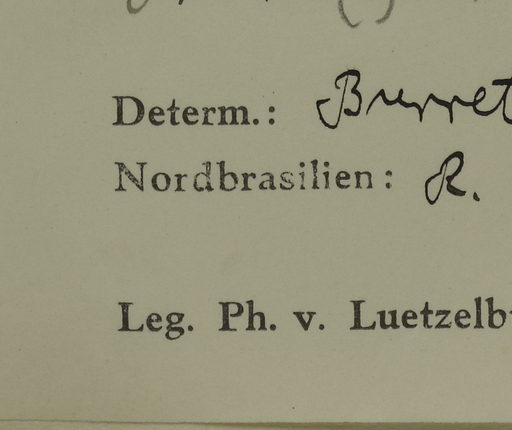 Determ.: Burret
Nordbrasilien: R.
Leg. Ph. v. Luetzelb